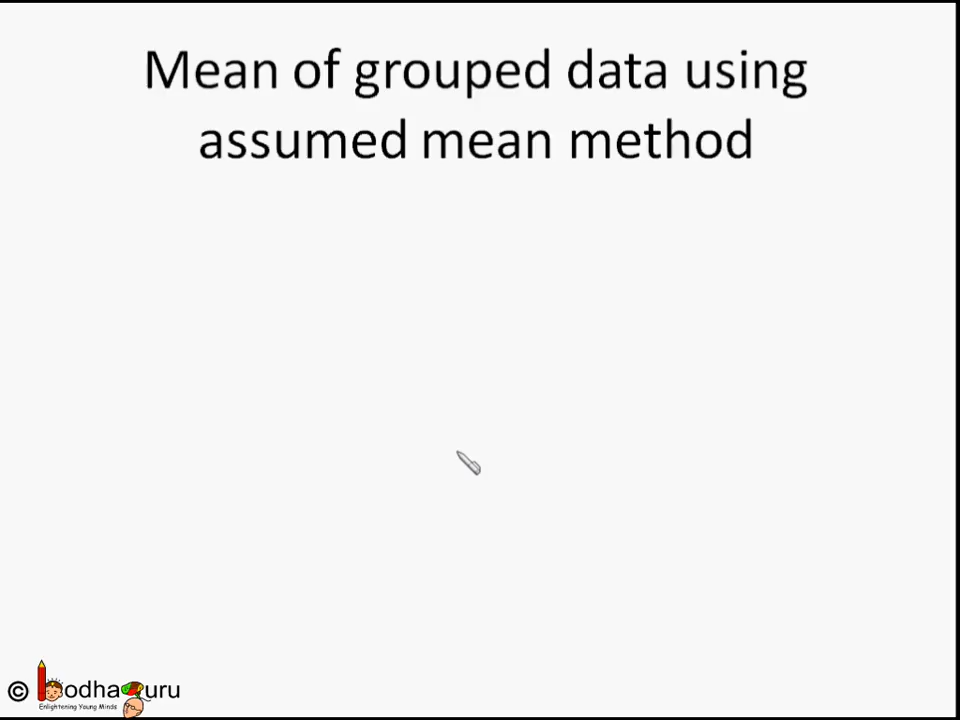 Mean of grouped data using
assumed mean method
© bodhaguru
Enlightening Young Minds